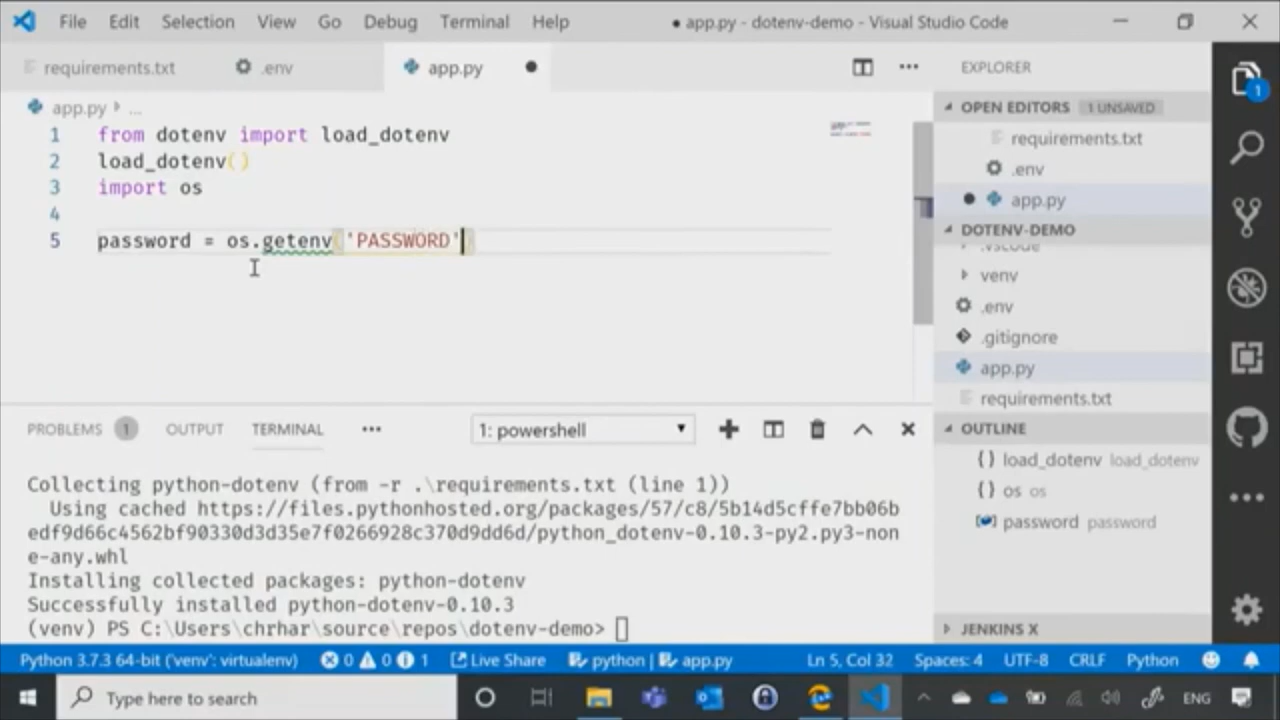 File Edit Selection View Go Debug Terminal Help
● app.py - dotenv-demo - Visual Studio Code
requirements.txt
.env
app.py
app.py
...
1 from dotenv import load_dotenv
2 load_dotenv()
3 import os
4
5 password = os.getenv('PASSWORD')
EXPLORER
1
OPEN EDITORS 1 UNSAVED
requirements.txt
.env
app.py
DOTENV-DEMO
.vscode
venv
.env
.gitignore
app.py
requirements.txt
OUTLINE
{} load_dotenv load_dotenv
{} os os
password password
JENKINS X
PROBLEMS 1 OUTPUT TERMINAL ...
1: powershell
Collecting python-dotenv (from -r .\requirements.txt (line 1))
Using cached https://files.pythonhosted.org/packages/57/c8/5b14d5cffe7bb06b
edf9d66c4562bf90330d3d35e7f0266928c370d9dd6d/python_dotenv-0.10.3-py2.py3-non
e-any.whl
Installing collected packages: python-dotenv
Successfully installed python-dotenv-0.10.3
(venv) PS C:\Users\chrhar\source\repos\dotenv-demo>
Python 3.7.3 64-bit ('venv': virtualenv) 0 0 1 Live Share python | app.py Ln 5, Col 32 Spaces: 4 UTF-8 CRLF Python
Type here to search
ENG